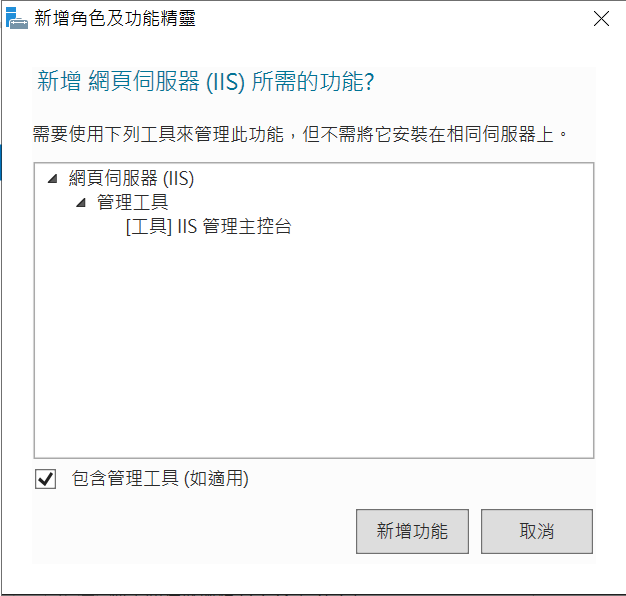 新增角色及功能精靈
新增 網頁伺服器 (IIS) 所需的功能?
需要使用下列工具來管理此功能，但不需將它安裝在相同伺服器上。
網頁伺服器 (IIS)
管理工具
[工具] IIS 管理主控台
包含管理工具 (如適用)
新增功能
取消